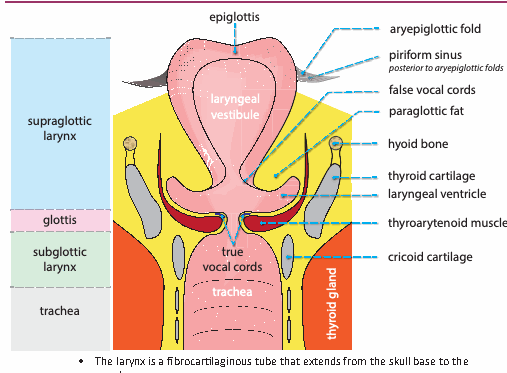 epiglottis
aryepiglottic fold
piriform sinus
posterior to aryepiglottic folds
false vocal cords
laryngeal
vestibule
paraglottic fat
supraglottic
larynx
hyoid bone
thyroid cartilage
laryngeal ventricle
glottis
thyroarytenoid muscle
subglottic
larynx
true
vocal cords
cricoid cartilage
trachea
trachea
thyroid gland
• The larynx is a fibrocartilaginous tube that extends from the skull base to the